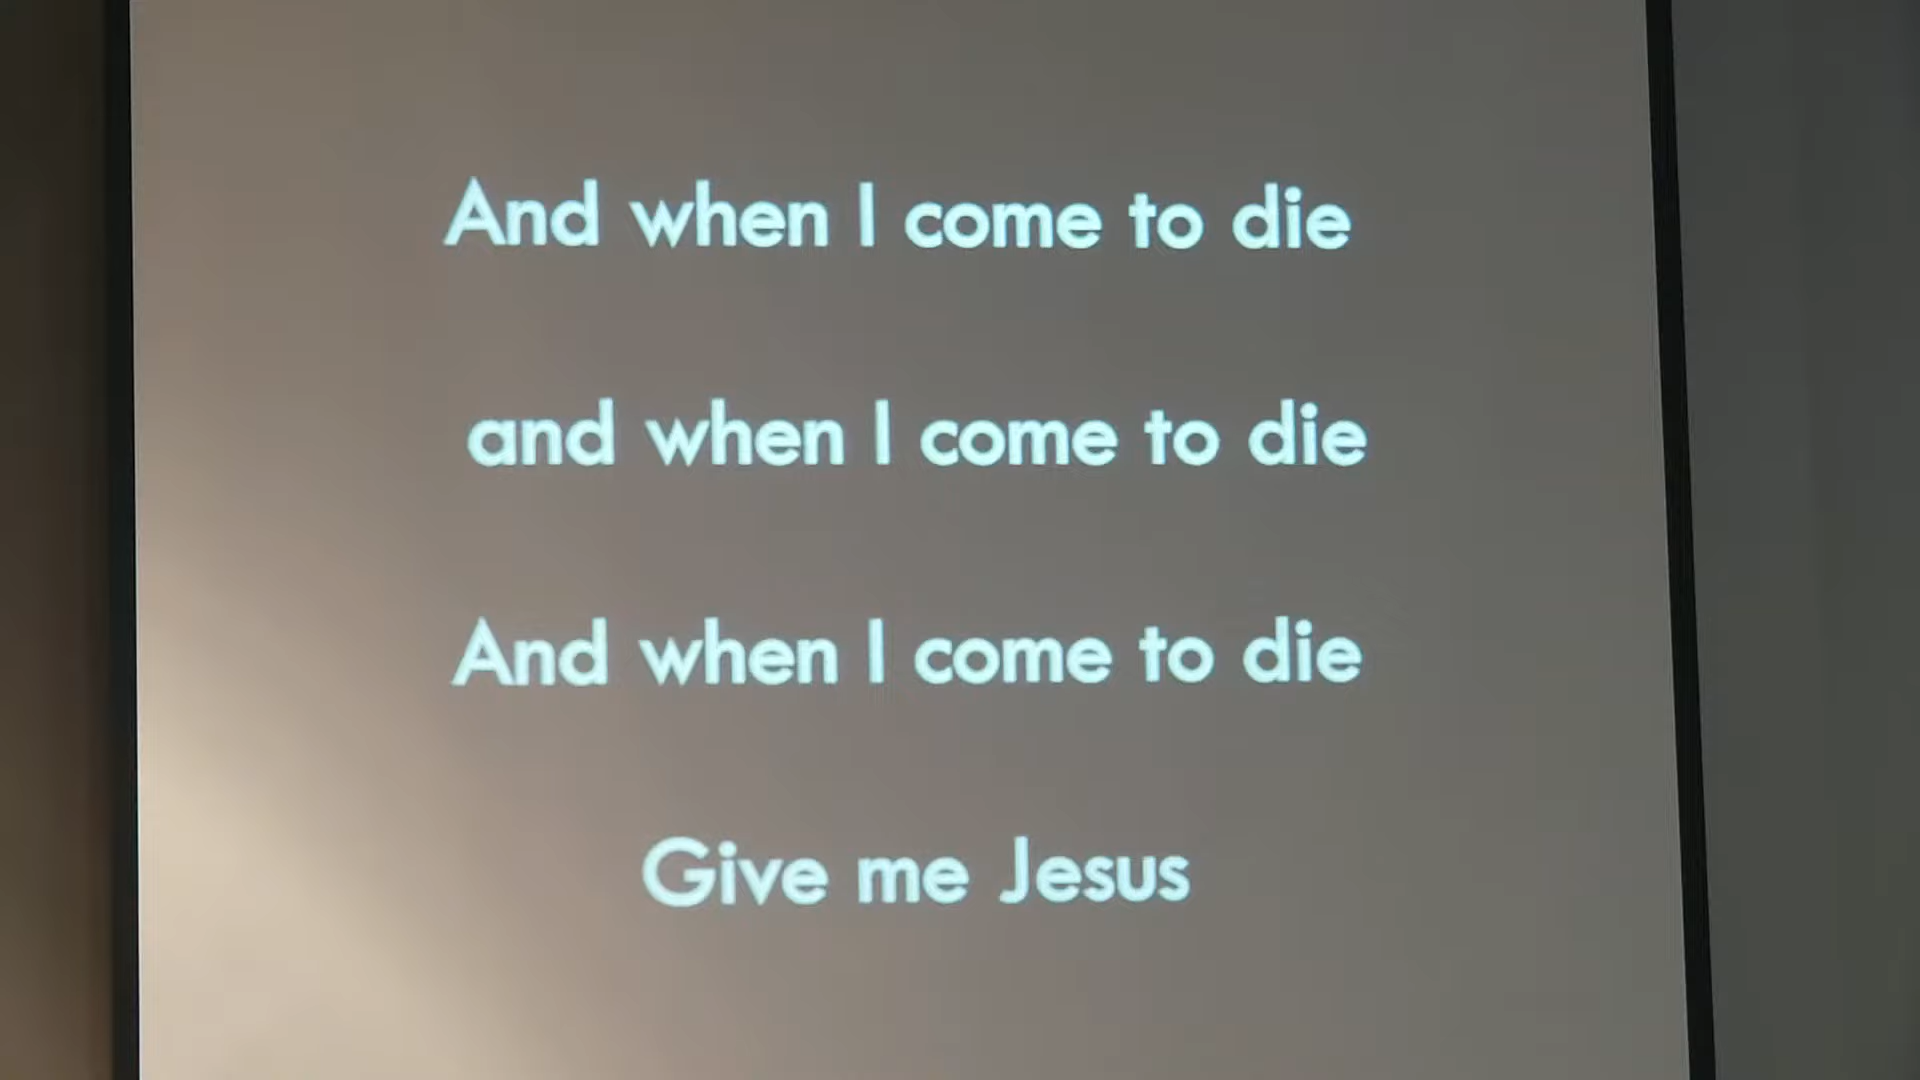 And when I come to die
and when I come to die
And when I come to die
Give me Jesus